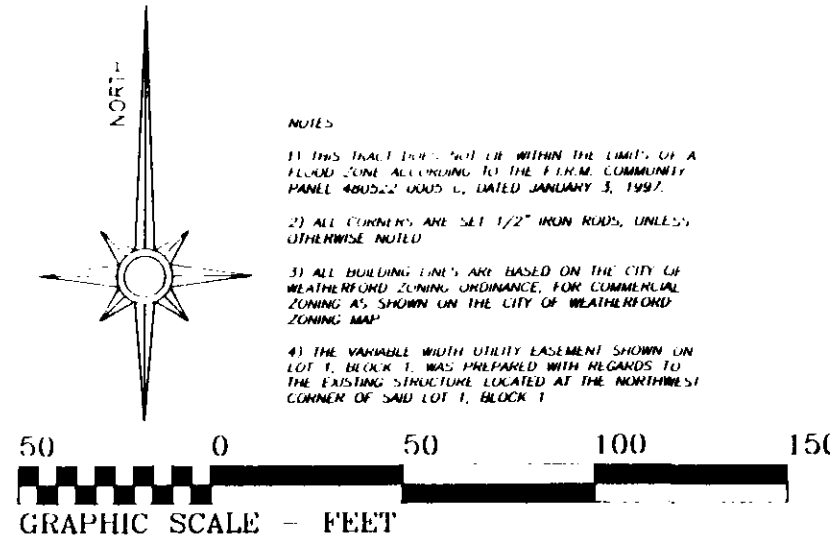 NORTH
NOTES
1) THIS TRACT DOES NOT LIE WITHIN THE LIMITS OF A
FLOOD ZONE ACCORDING TO THE F.I.R.M. COMMUNITY
PANEL 480522 0005 C, DATED JANUARY 3, 1997.
2) ALL CORNERS ARE SET 1/2" IRON RODS, UNLESS
OTHERWISE NOTED
3) ALL BUILDING LINES ARE BASED ON THE CITY OF
WEATHERFORD ZONING ORDINANCE, FOR COMMERCIAL
ZONING AS SHOWN ON THE CITY OF WEATHERFORD
ZONING MAP
4) THE VARIABLE WIDTH UTILITY EASEMENT SHOWN ON
LOT 1, BLOCK 1, WAS PREPARED WITH REGARDS TO
THE EXISTING STRUCTURE LOCATED AT THE NORTHWEST
CORNER OF SAID LOT 1, BLOCK 1
50 0 50 100 150
GRAPHIC SCALE - FEET